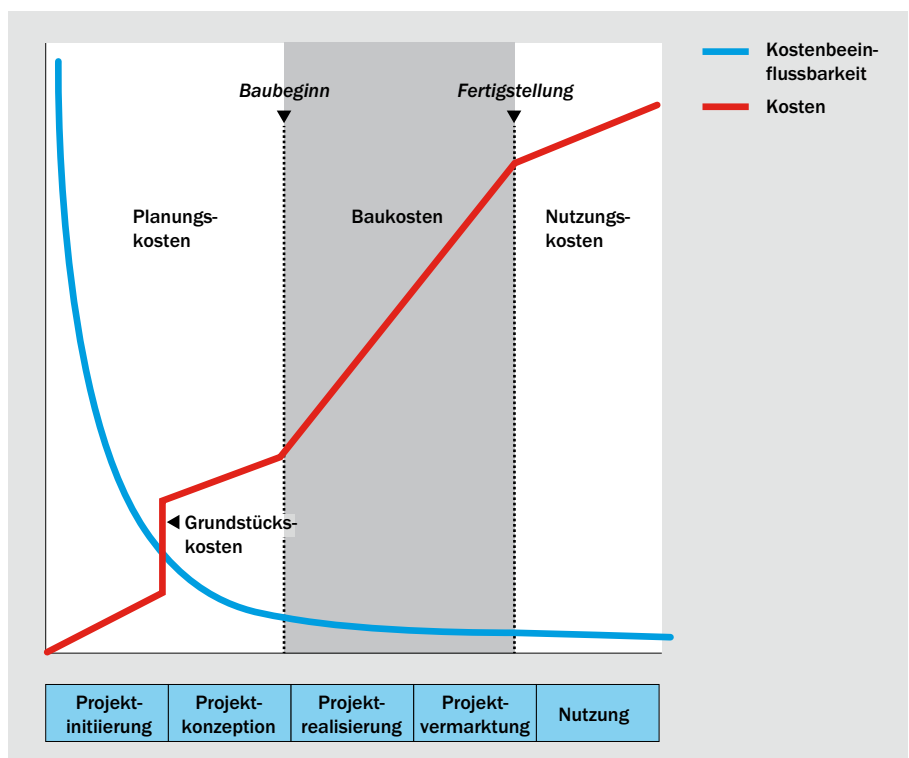 Kostenbeein-
flussbarkeit
Kosten
Baubeginn
Fertigstellung
Planungs-
kosten
Baukosten
Nutzungs-
kosten
Grundstücks-
kosten
Projekt-
initiierung
Projekt-
konzeption
Projekt-
realisierung
Projekt-
vermarktung
Nutzung